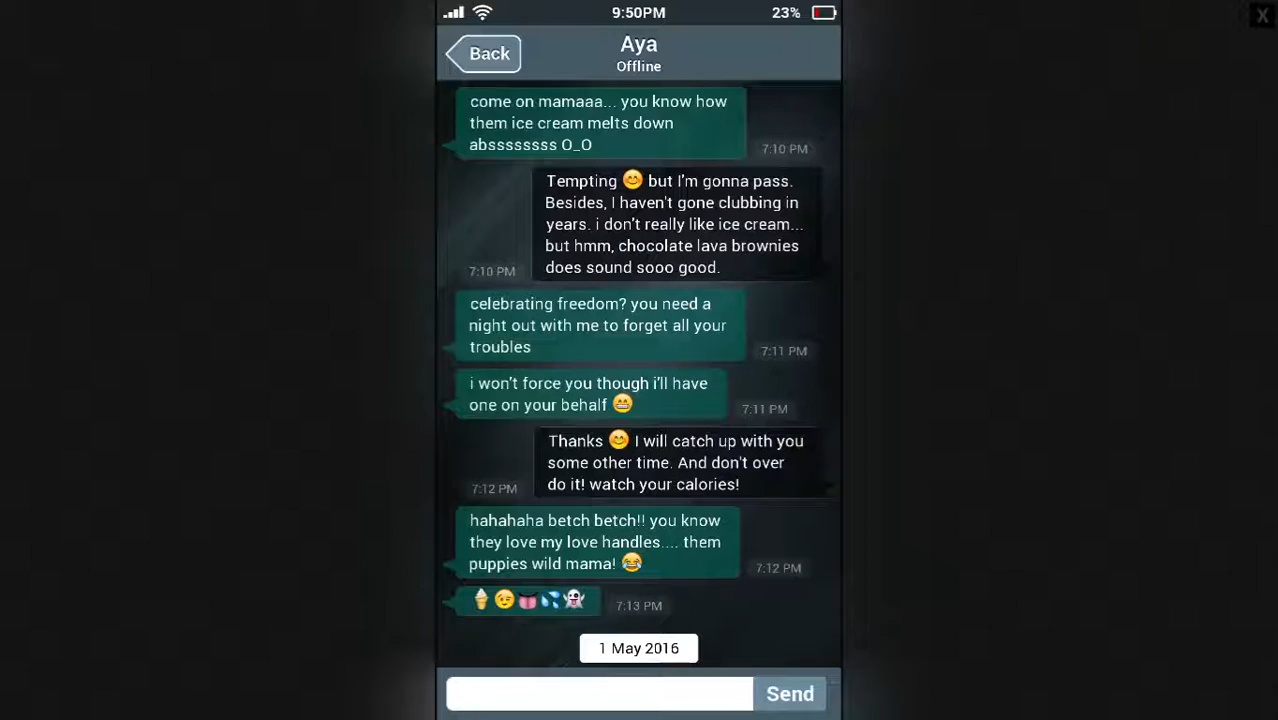 9:50PM
23%
X
Back
Aya
Offline
come on mamaaa... you know how
them ice cream melts down
abssssssss O_O
7:10 PM
Tempting 😊 but I'm gonna pass.
Besides, I haven't gone clubbing in
years. i don't really like ice cream...
but hmm, chocolate lava brownies
does sound sooo good.
7:10 PM
celebrating freedom? you need a
night out with me to forget all your
troubles
7:11 PM
i won't force you though i'll have
one on your behalf 😁
7:11 PM
Thanks 😊 I will catch up with you
some other time. And don't over
do it! watch your calories!
7:12 PM
hahahaha betch betch!! you know
they love my love handles.... them
puppies wild mama! 😂
7:12 PM
🍦😉👅💦👻
7:13 PM
1 May 2016
Send